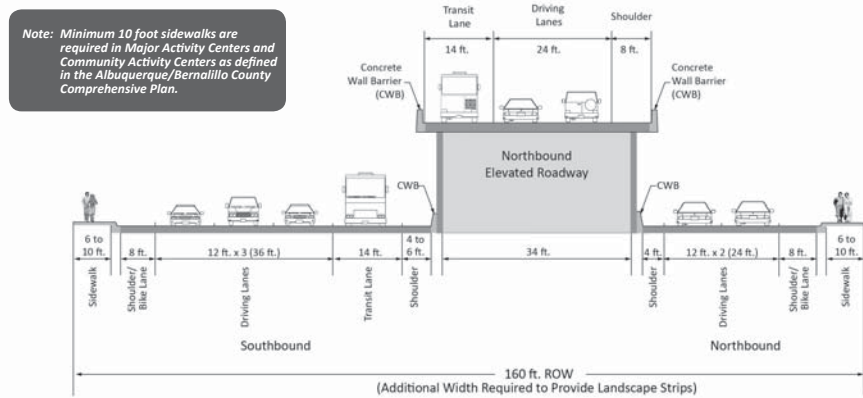 Note: Minimum 10 foot sidewalks are
required in Major Activity Centers and
Community Activity Centers as defined
in the Albuquerque/Bernalillo County
Comprehensive Plan.
Transit
Lane
Driving
Lanes
Shoulder
14 ft.
24 ft.
8 ft.
Concrete
Wall Barrier
(CWB)
Concrete
Wall Barrier
(CWB)
Northbound
Elevated Roadway
CWB
CWB
6 to
10 ft.
8 ft.
12 ft. x 3 (36 ft.)
14 ft.
4 to
6 ft.
34 ft.
4 ft.
12 ft. x 2 (24 ft.)
8 ft.
6 to
10 ft.
Sidewalk
Shoulder/
Bike Lane
Driving Lanes
Transit Lane
Shoulder
Shoulder
Driving Lanes
Shoulder/
Bike Lane
Sidewalk
Southbound
Northbound
160 ft. ROW
(Additional Width Required to Provide Landscape Strips)